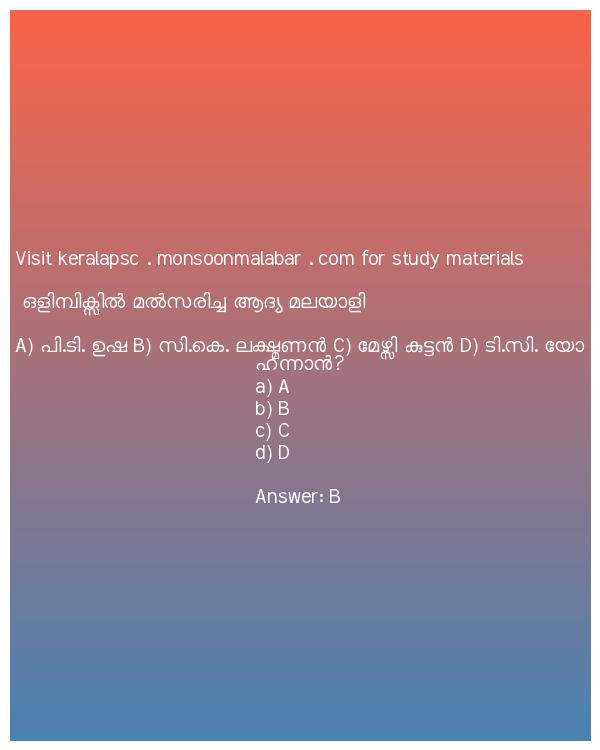 Visit keralapsc . monsoonmalabar . com for study materials
ഒളിമ്പിക്സിൽ മൽസരിച്ച ആദ്യ മലയാളി
A) പി.ടി. ഉഷ B) സി.കെ. ലക്ഷ്മണൻ C) മേഴ്സി കുട്ടൻ D) ടി.സി. യോ
ഹന്നാൻ?
a) A
b) B
c) C
d) D
Answer: B